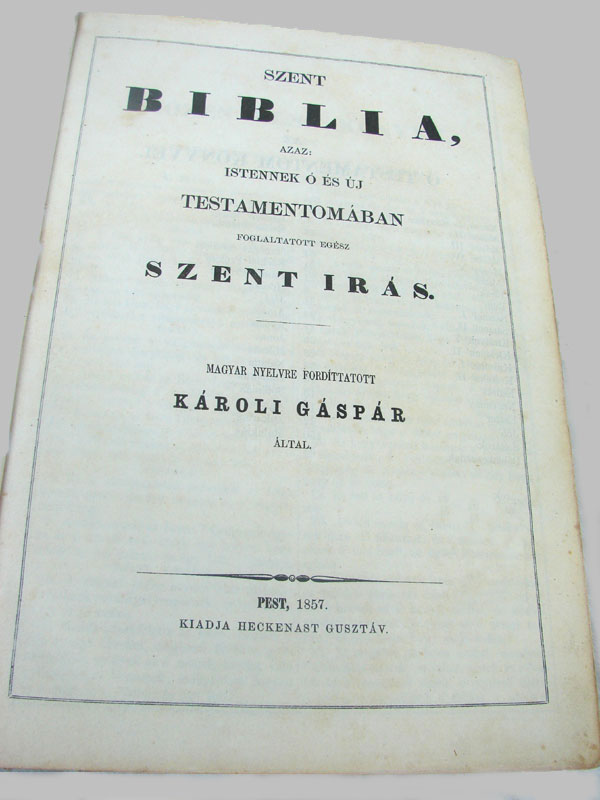 SZENT
BIBLIA,
AZAZ:
ISTENNEK Ó ÉS ÚJ
TESTAMENTOMÁBAN
FOGLALTATOTT EGÉSZ
SZENT IRÁS.
MAGYAR NYELVRE FORDÍTTATOTT
KÁROLI GÁSPÁR
ÁLTAL.
PEST, 1857.
KIADJA HECKENAST GUSZTÁV.